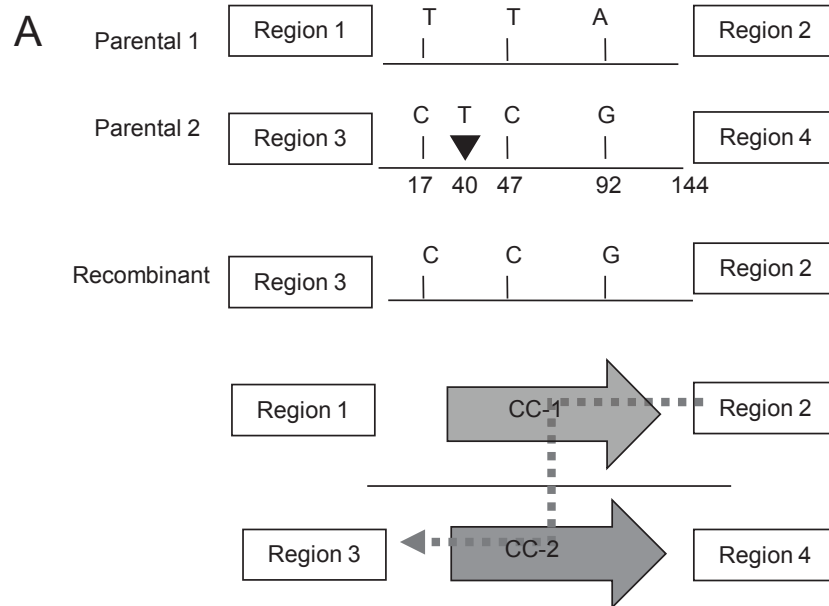 A
Parental 1
Region 1
T T A
Region 2
Parental 2
Region 3
C T C G
Region 4
17 40 47 92 144
Recombinant
Region 3
C C G
Region 2
Region 1
CC-1
Region 2
Region 3
CC-2
Region 4